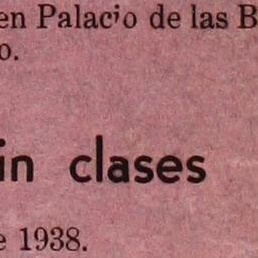 en Palacio de las B
o.
in clases
e 1938.